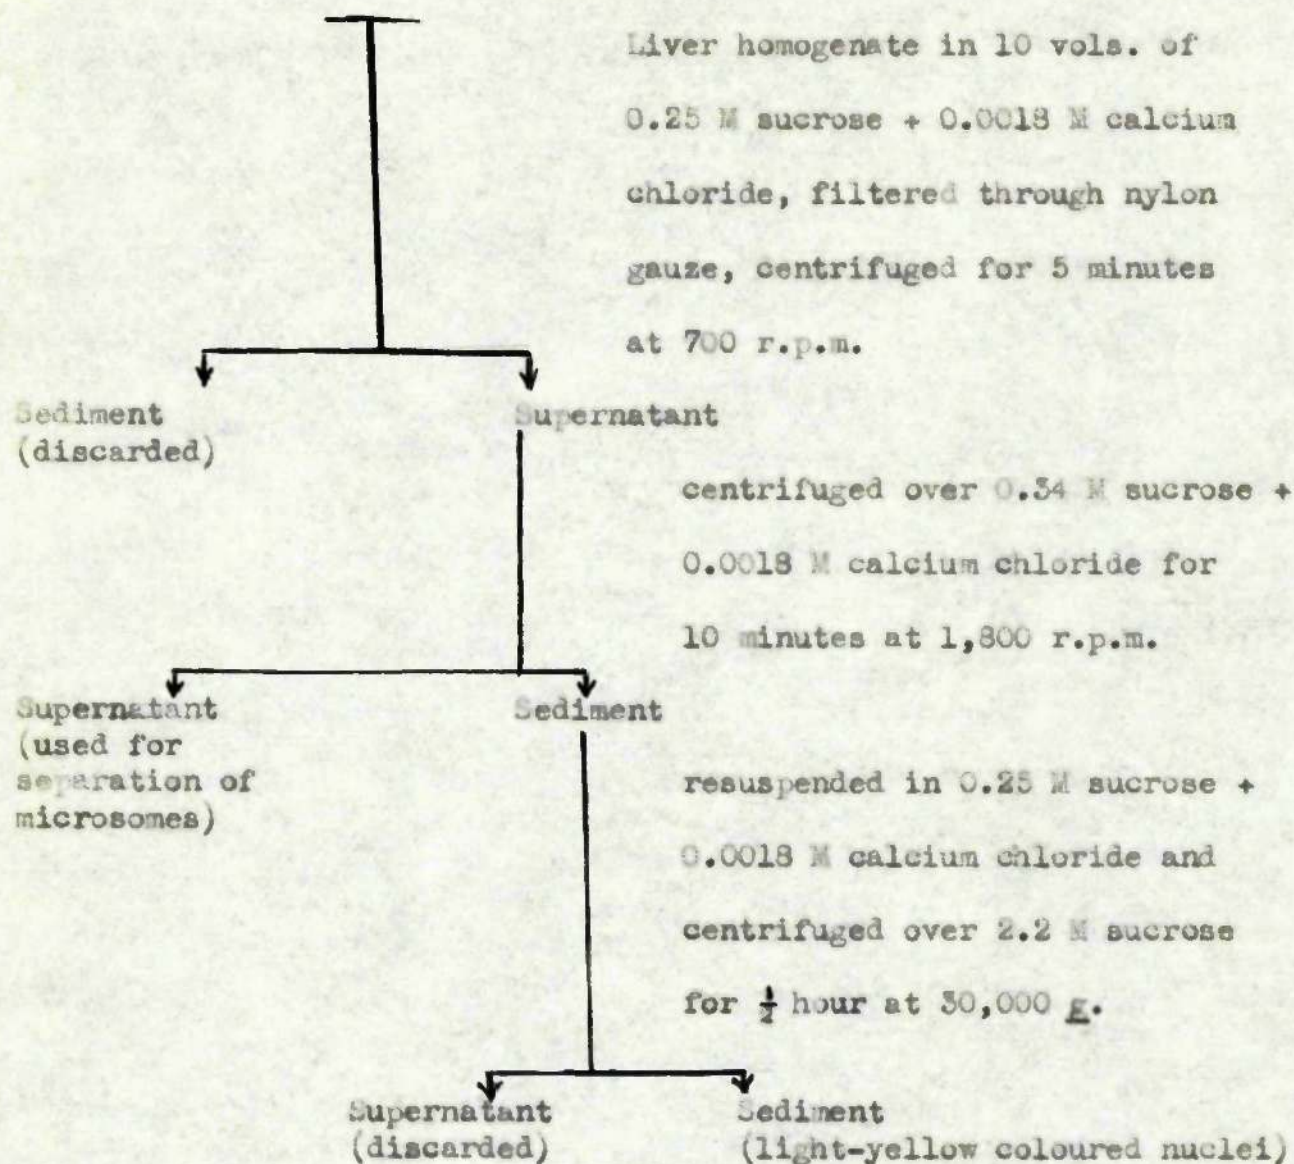 Liver homogenate in 10 vols. of
0.25 M sucrose + 0.0018 M calcium
chloride, filtered through nylon
gauze, centrifuged for 5 minutes
at 700 r.p.m.
Sediment
(discarded)
Supernatant
centrifuged over 0.34 M sucrose +
0.0018 M calcium chloride for
10 minutes at 1,800 r.p.m.
Supernatant
(used for
separation of
microsomes)
Sediment
resuspended in 0.25 M sucrose +
0.0018 M calcium chloride and
centrifuged over 2.2 M sucrose
for ½ hour at 30,000 g.
Supernatant
(discarded)
Sediment
(light-yellow coloured nuclei)